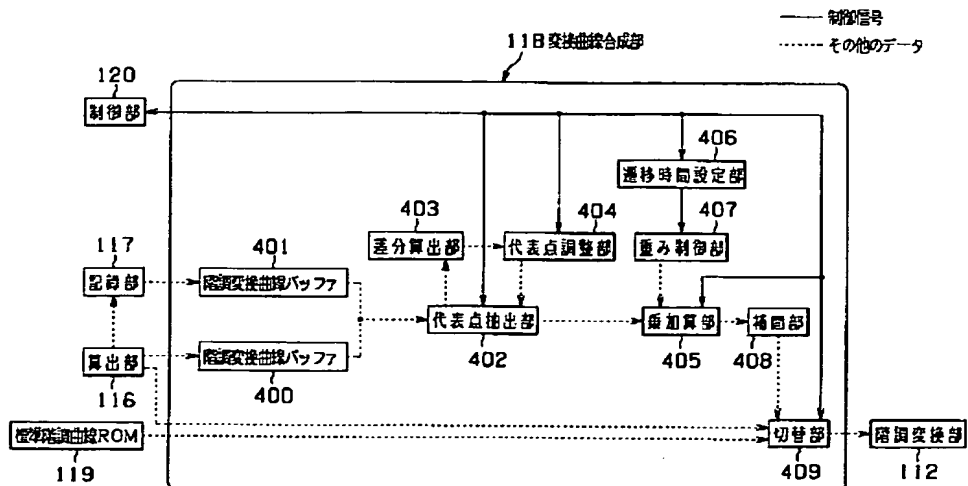 制御信号
その他のデータ
118 変換曲線合成部
120
制御部
406
遷移時間設定部
403
差分算出部
404
代表点調整部
407
重み制御部
117
記録部
401
階調変換曲線バッファ
代表点抽出部
402
乗加算部
405
補間部
408
算出部
116
階調変換曲線バッファ
400
標準階調曲線ROM
119
切替部
409
階調変換部
112